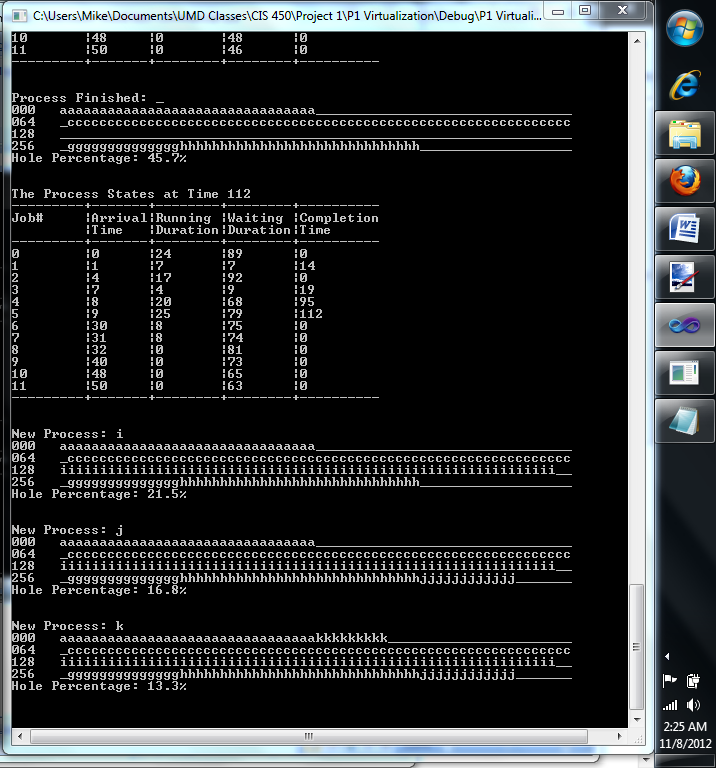 C:\Users\Mike\Documents\UMD Classes\CIS 450\Project 1\P1 Virtualization\Debug\P1 Virtuali...
10 ¦48 ¦0 ¦48 ¦0
11 ¦50 ¦0 ¦46 ¦0
----------+-------+--------+--------+----------
Process Finished: _
000 aaaaaaaaaaaaaaaaaaaaaaaaaaaaaaaa________________________________
064 _ccccccccccccccccccccccccccccccccccccccccccccccccccccccccccccccc
128 ________________________________________________________________
256 _gggggggggggggghhhhhhhhhhhhhhhhhhhhhhhhhhhhhh___________________
Hole Percentage: 45.7%
The Process States at Time 112
----------+-------+--------+--------+----------
Job# ¦Arrival¦Running ¦Waiting ¦Completion
¦Time ¦Duration¦Duration¦Time
----------+-------+--------+--------+----------
0 ¦0 ¦24 ¦89 ¦0
1 ¦1 ¦7 ¦7 ¦14
2 ¦4 ¦17 ¦92 ¦0
3 ¦7 ¦4 ¦9 ¦19
4 ¦8 ¦20 ¦68 ¦95
5 ¦9 ¦25 ¦79 ¦112
6 ¦30 ¦8 ¦75 ¦0
7 ¦31 ¦8 ¦74 ¦0
8 ¦32 ¦0 ¦81 ¦0
9 ¦40 ¦0 ¦73 ¦0
10 ¦48 ¦0 ¦65 ¦0
11 ¦50 ¦0 ¦63 ¦0
----------+-------+--------+--------+----------
New Process: i
000 aaaaaaaaaaaaaaaaaaaaaaaaaaaaaaaa________________________________
064 _ccccccccccccccccccccccccccccccccccccccccccccccccccccccccccccccc
128 iiiiiiiiiiiiiiiiiiiiiiiiiiiiiiiiiiiiiiiiiiiiiiiiiiiiiiiiiiiiii__
256 _gggggggggggggghhhhhhhhhhhhhhhhhhhhhhhhhhhhhh___________________
Hole Percentage: 21.5%
New Process: j
000 aaaaaaaaaaaaaaaaaaaaaaaaaaaaaaaa________________________________
064 _ccccccccccccccccccccccccccccccccccccccccccccccccccccccccccccccc
128 iiiiiiiiiiiiiiiiiiiiiiiiiiiiiiiiiiiiiiiiiiiiiiiiiiiiiiiiiiiiii__
256 _gggggggggggggghhhhhhhhhhhhhhhhhhhhhhhhhhhhhhjjjjjjjjjjjj_______
Hole Percentage: 16.8%
New Process: k
000 aaaaaaaaaaaaaaaaaaaaaaaaaaaaaaaakkkkkkkkk_______________________
064 _ccccccccccccccccccccccccccccccccccccccccccccccccccccccccccccccc
128 iiiiiiiiiiiiiiiiiiiiiiiiiiiiiiiiiiiiiiiiiiiiiiiiiiiiiiiiiiiiii__
256 _gggggggggggggghhhhhhhhhhhhhhhhhhhhhhhhhhhhhhjjjjjjjjjjjj_______
Hole Percentage: 13.3%
2:25 AM
11/8/2012